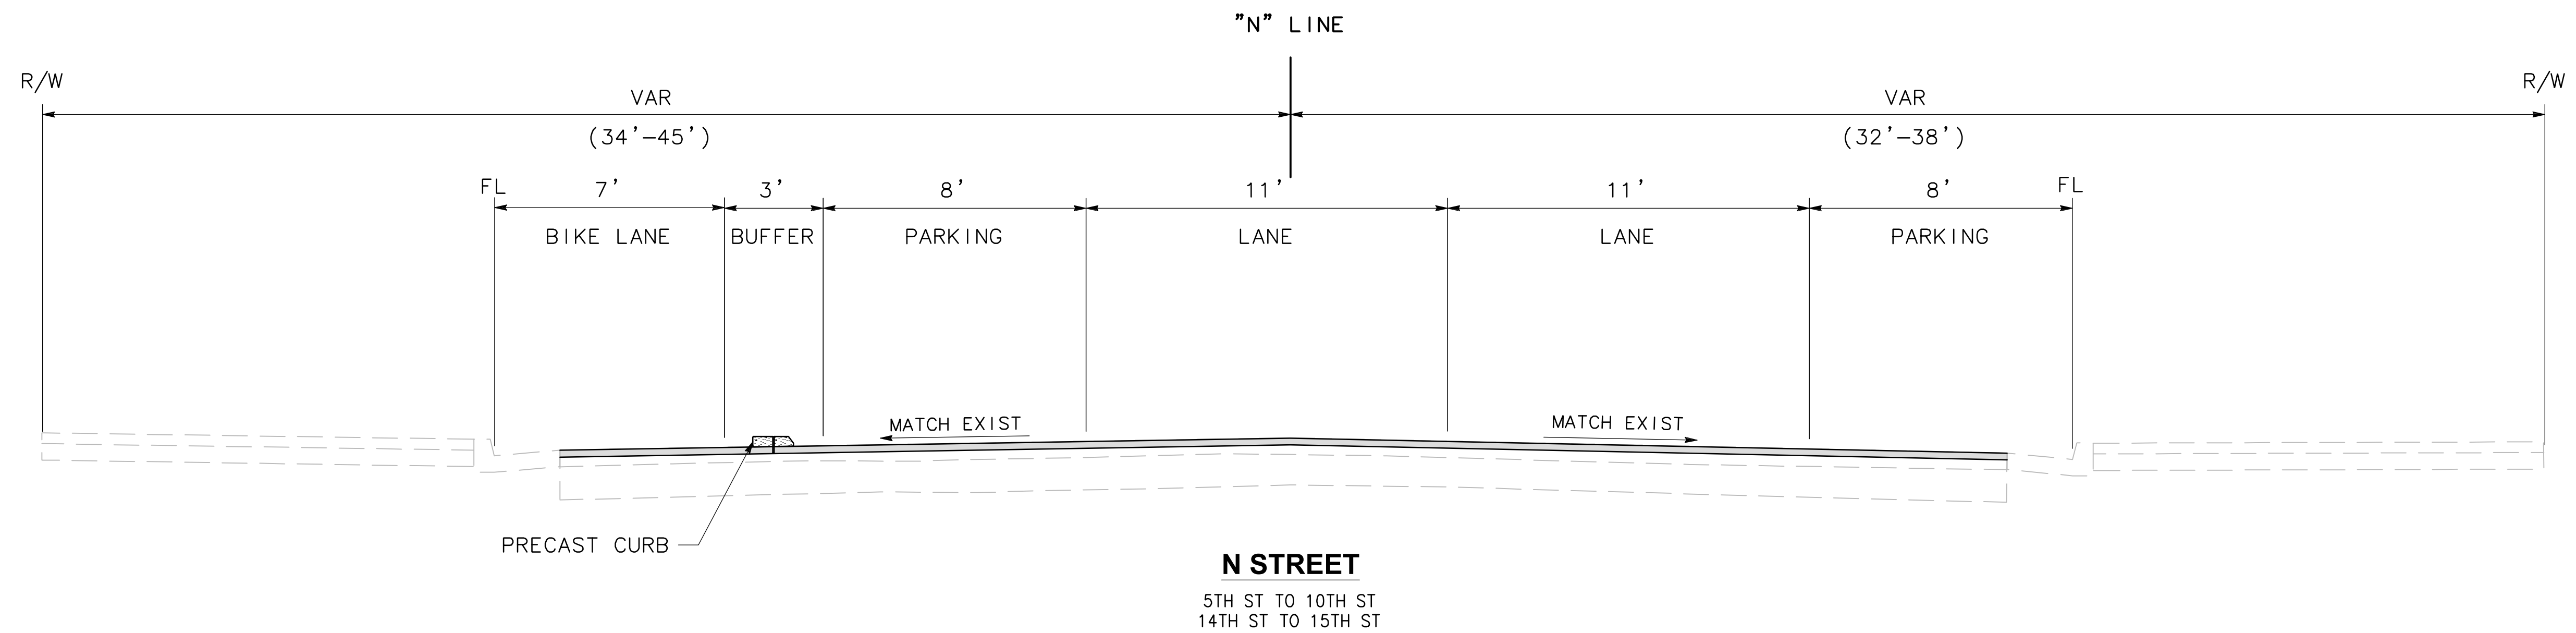 "N" LINE
R/W
R/W
VAR
VAR
(34'-45')
(32'-38')
FL
7'
3'
8'
11'
11'
8'
FL
BIKE LANE
BUFFER
PARKING
LANE
LANE
PARKING
MATCH EXIST
MATCH EXIST
PRECAST CURB
N STREET
5TH ST TO 10TH ST
14TH ST TO 15TH ST